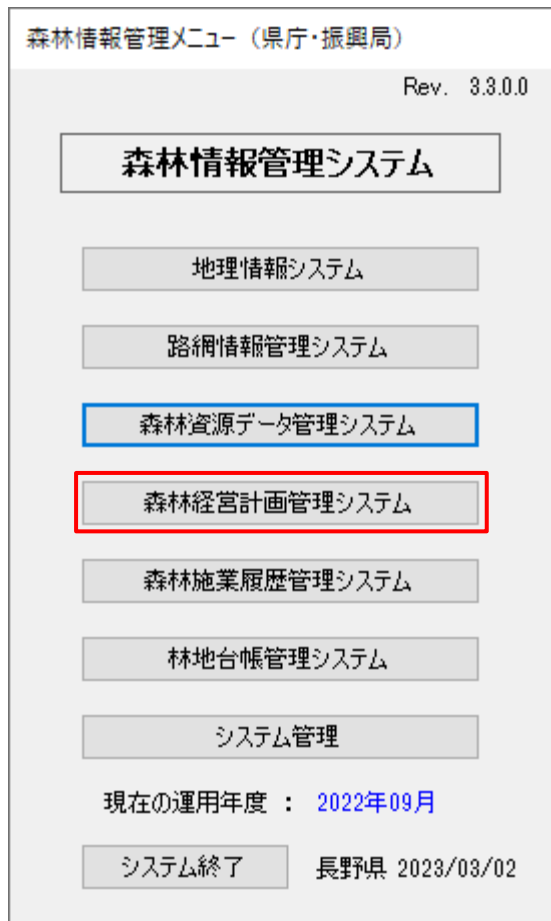 森林情報管理メニュー（県庁・振興局）
Rev. 3.3.0.0
森林情報管理システム
地理情報システム
路網情報管理システム
森林資源データ管理システム
森林経営計画管理システム
森林施業履歴管理システム
林地台帳管理システム
システム管理
現在の運用年度 ： 2022年09月
システム終了 長野県 2023/03/02